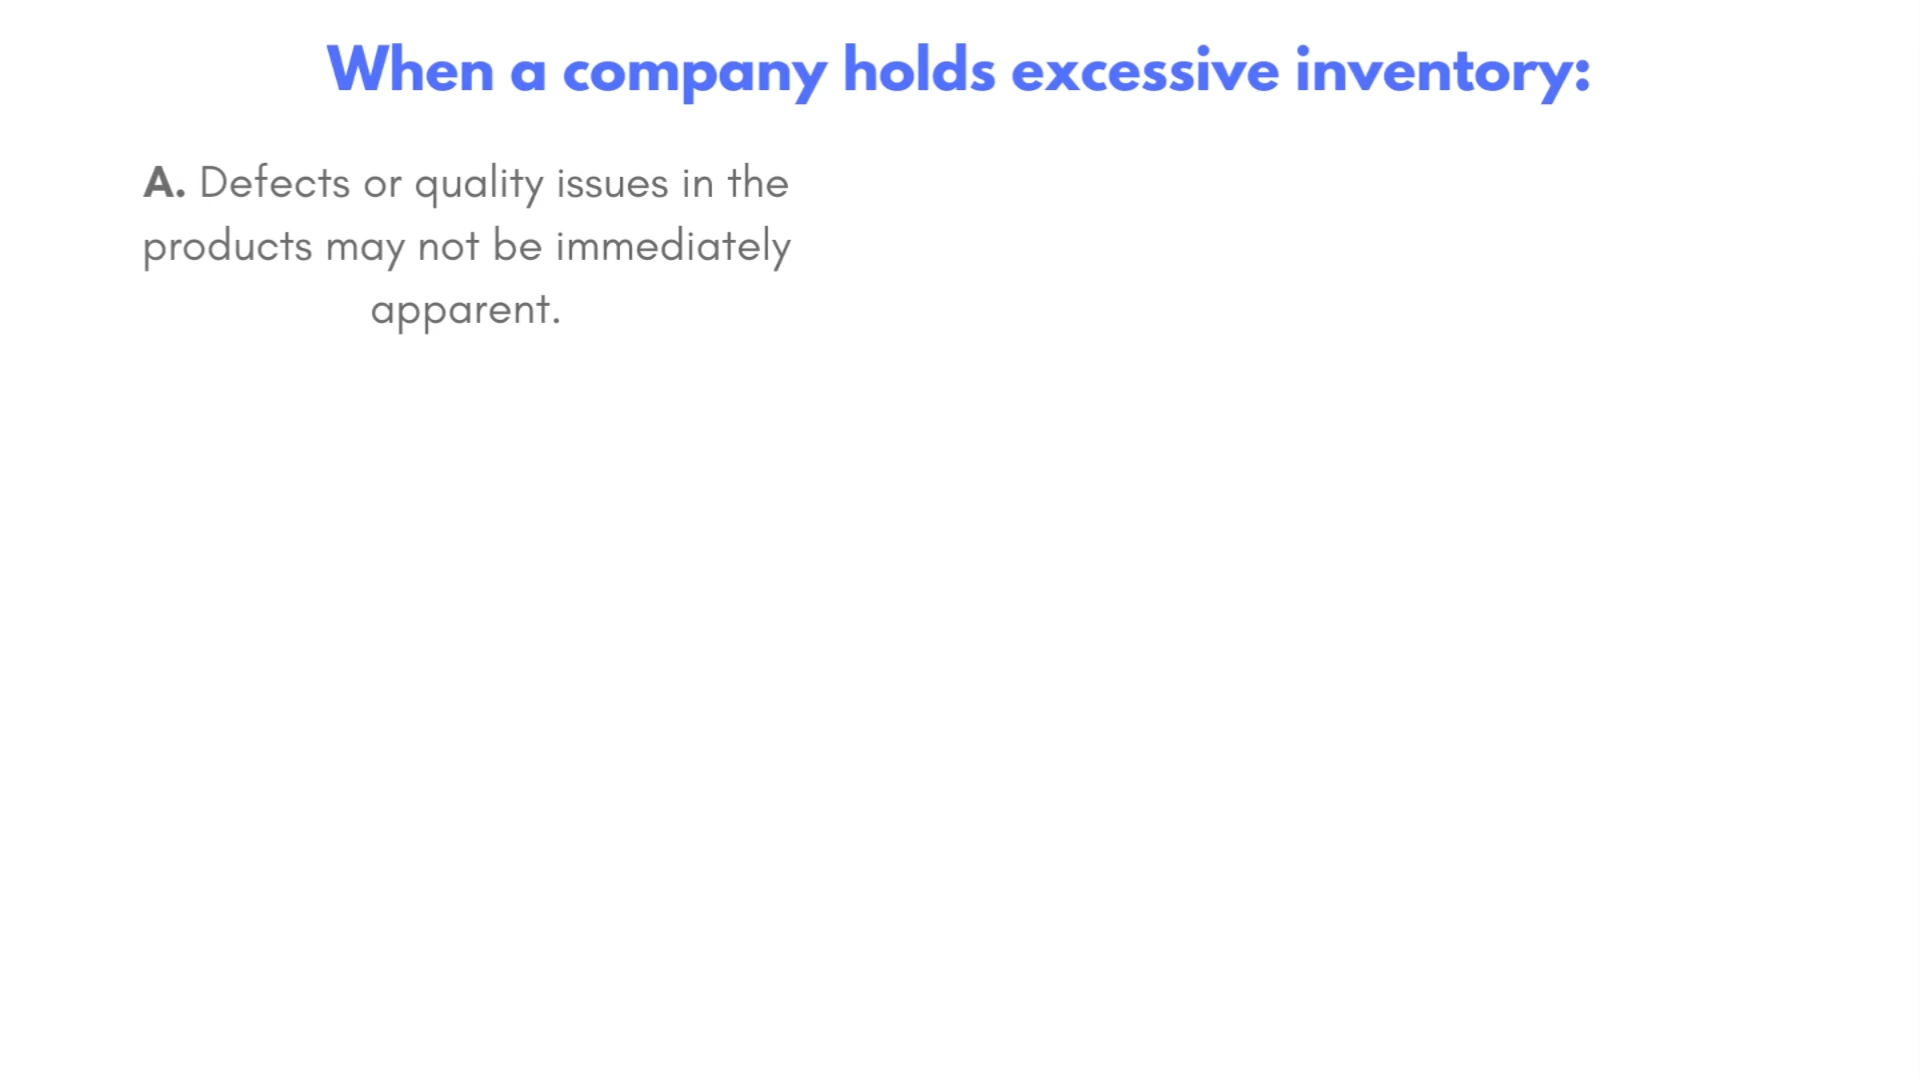 When a company holds excessive inventory:
A. Defects or quality issues in the
products may not be immediately
apparent.